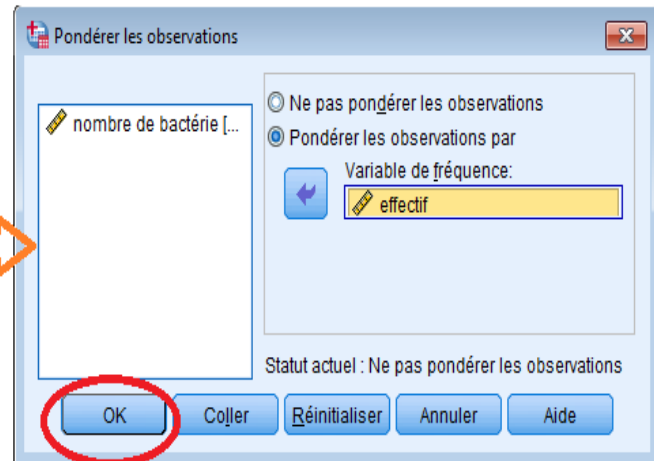 Pondérer les observations
nombre de bactérie [...
Ne pas pondérer les observations
Pondérer les observations par
Variable de fréquence:
effectif
Statut actuel : Ne pas pondérer les observations
OK Coller Réinitialiser Annuler Aide